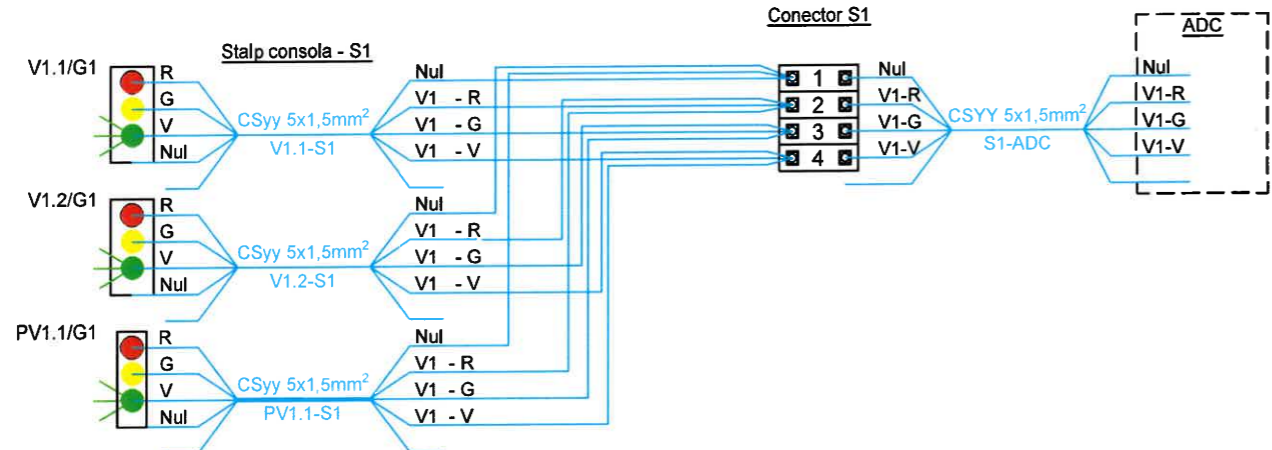 Conector S1
ADC
Stalp consola - S1
V1.1/G1
R
G
V
Nul
CSyy 5x1,5mm²
V1.1-S1
Nul
V1 - R
V1 - G
V1 - V
1
2
3
4
Nul
V1-R
V1-G
V1-V
CSYY 5x1,5mm²
S1-ADC
Nul
V1-R
V1-G
V1-V
V1.2/G1
R
G
V
Nul
CSyy 5x1,5mm²
V1.2-S1
Nul
V1 - R
V1 - G
V1 - V
PV1.1/G1
R
G
V
Nul
CSyy 5x1,5mm²
PV1.1-S1
Nul
V1 - R
V1 - G
V1 - V